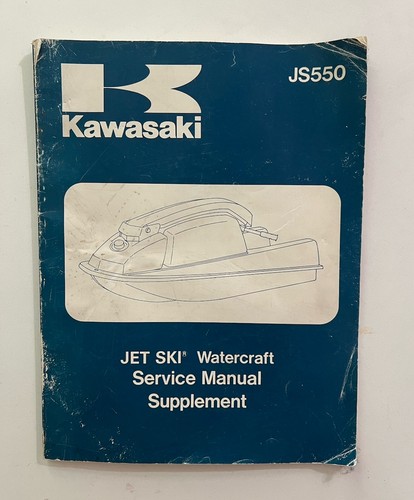 JS550
Kawasaki
JET SKI® Watercraft
Service Manual
Supplement